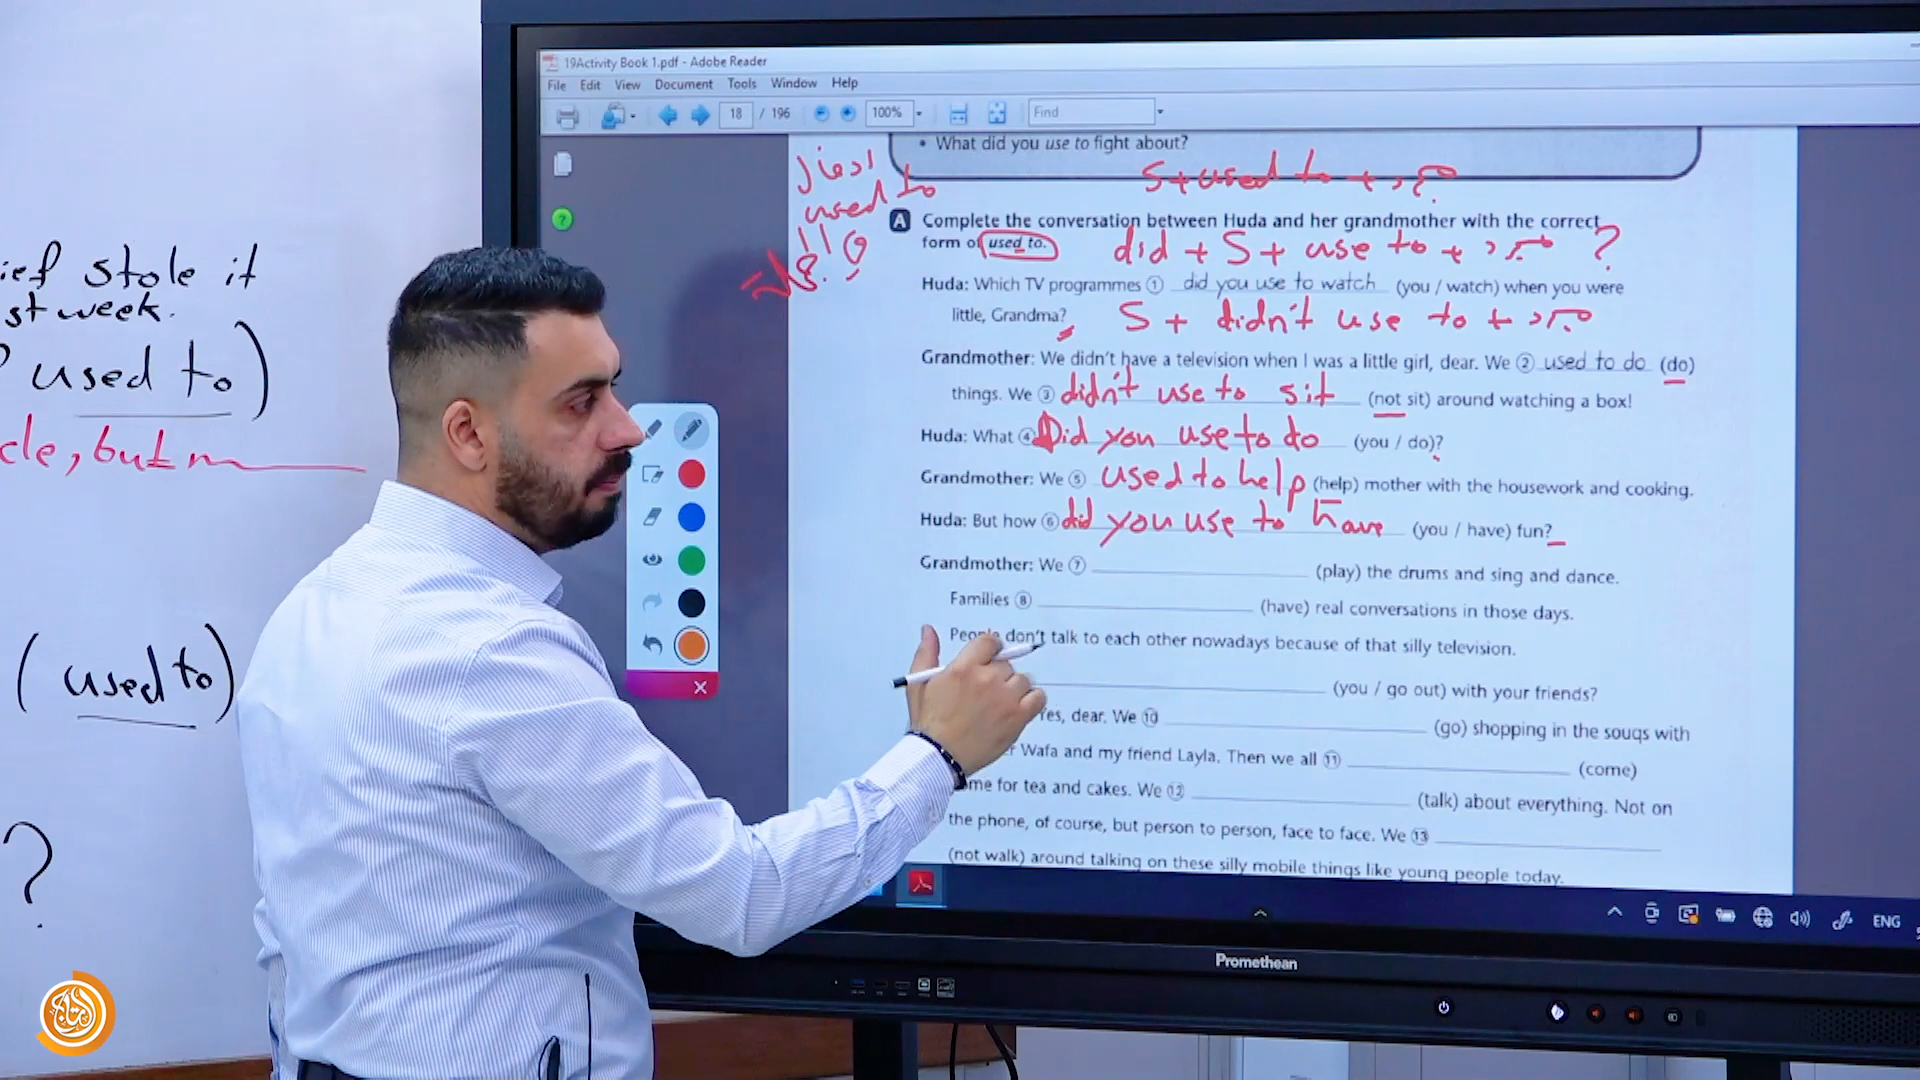 ief stole it
st week.
used to)
cle, but
(used to)
?
19Activity Book 1.pdf - Adobe Reader
File Edit View Document Tools Window Help
18 / 196 100% Find
• What did you use to fight about?
S + used to +
used to
A Complete the conversation between Huda and her grandmother with the correct
form of used to.
did + S + use to + ?
Huda: Which TV programmes ① did you use to watch (you / watch) when you were
little, Grandma?
S + didn't use to +
Grandmother: We didn't have a television when I was a little girl, dear. We ② used to do (do)
things. We ③ didn't use to sit (not sit) around watching a box!
Huda: What ④ Did you use to do (you / do)?
Grandmother: We ⑤ used to help (help) mother with the housework and cooking.
Huda: But how ⑥ did you use to have (you / have) fun?
Grandmother: We ⑦ (play) the drums and sing and dance.
Families ⑧ (have) real conversations in those days.
People don't talk to each other nowadays because of that silly television.
(you / go out) with your friends?
Yes, dear. We ⑩ (go) shopping in the souqs with
Wafa and my friend Layla. Then we all ⑪ (come)
ome for tea and cakes. We ⑫ (talk) about everything. Not on
the phone, of course, but person to person, face to face. We ⑬
(not walk) around talking on these silly mobile things like young people today.
ENG
Promethean